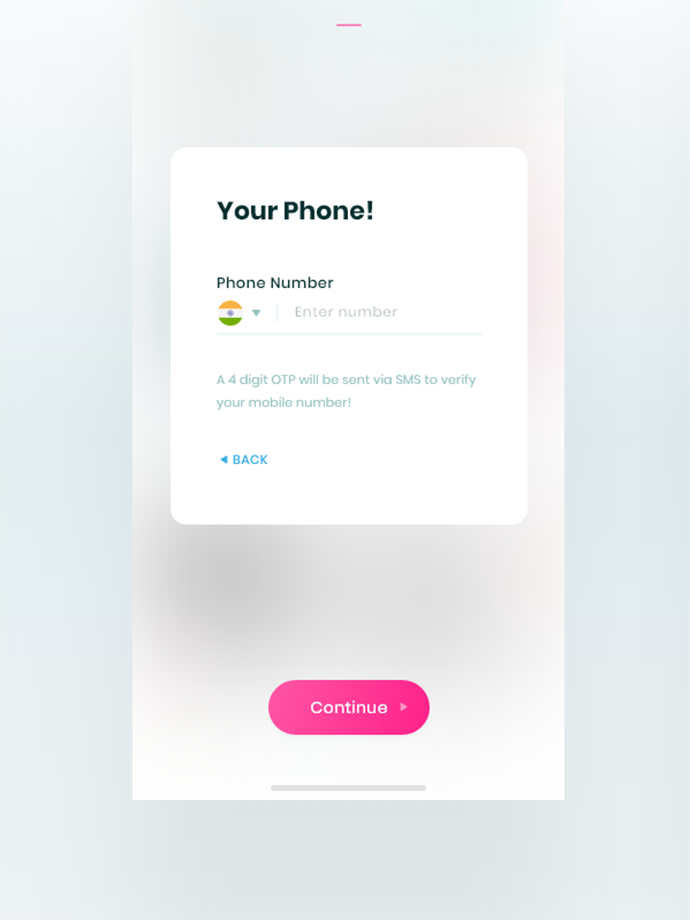 Your Phone!
Phone Number
Enter number
A 4 digit OTP will be sent via SMS to verify
your mobile number!
BACK
Continue